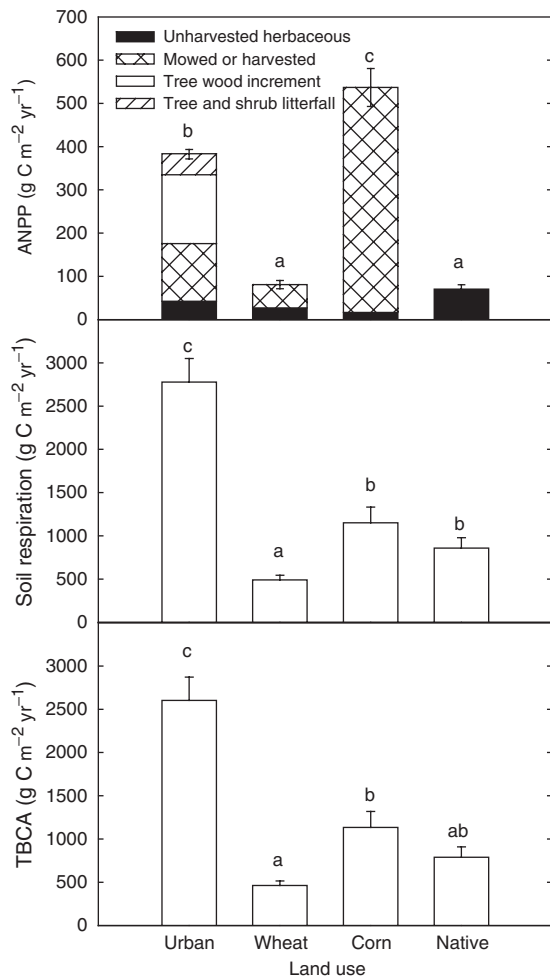 700
600
500
400
300
200
100
0
ANPP (g C m⁻² yr⁻¹)
Unharvested herbaceous
Mowed or harvested
Tree wood increment
Tree and shrub litterfall
b
a
c
a
3000
2500
2000
1500
1000
500
0
Soil respiration (g C m⁻² yr⁻¹)
c
a
b
b
3000
2500
2000
1500
1000
500
0
TBCA (g C m⁻² yr⁻¹)
c
a
b
ab
Urban Wheat Corn Native
Land use